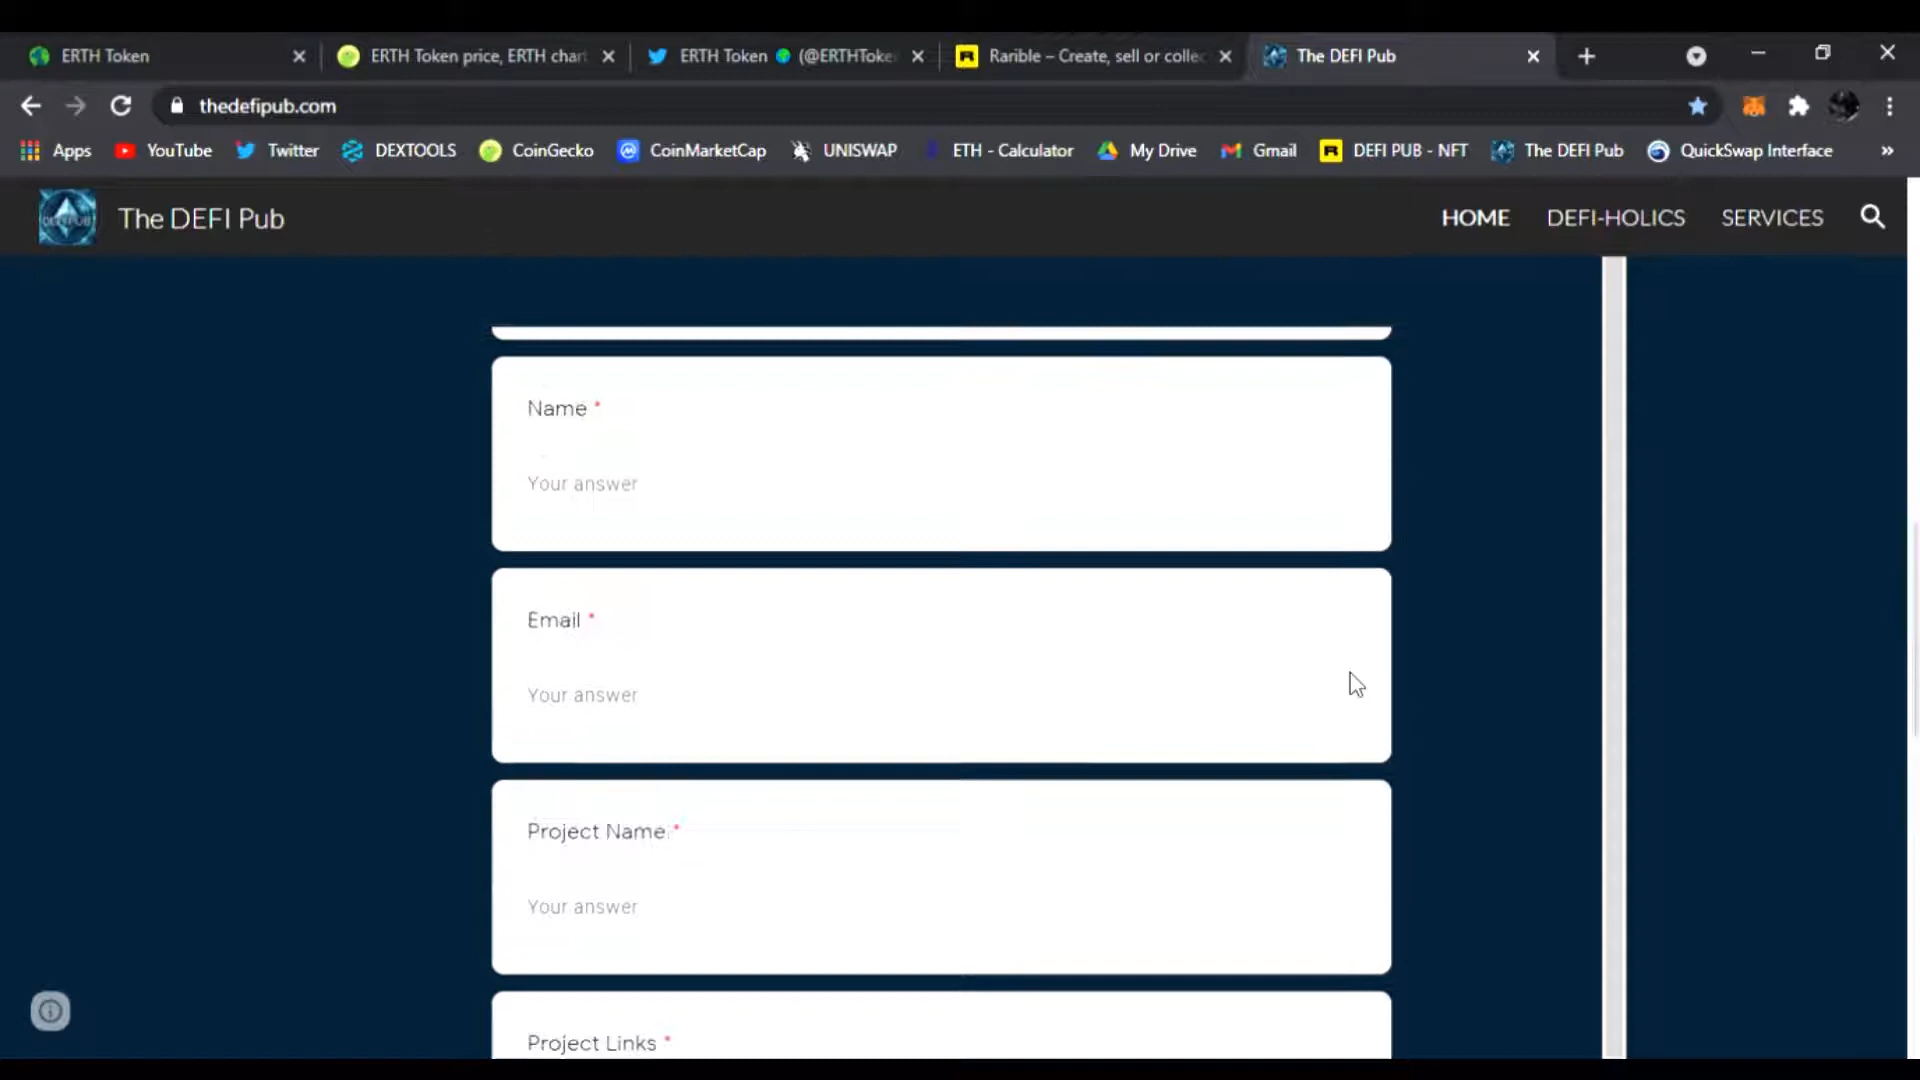 ERTH Token
ERTH Token price, ERTH chart
ERTH Token (@ERTHToke
Rarible – Create, sell or collec
The DEFI Pub
thedefipub.com
Apps YouTube Twitter DEXTOOLS CoinGecko CoinMarketCap UNISWAP ETH - Calculator My Drive Gmail DEFI PUB - NFT The DEFI Pub QuickSwap Interface »
The DEFI Pub HOME DEFI-HOLICS SERVICES
Name *
Your answer
Email *
Your answer
Project Name *
Your answer
Project Links *